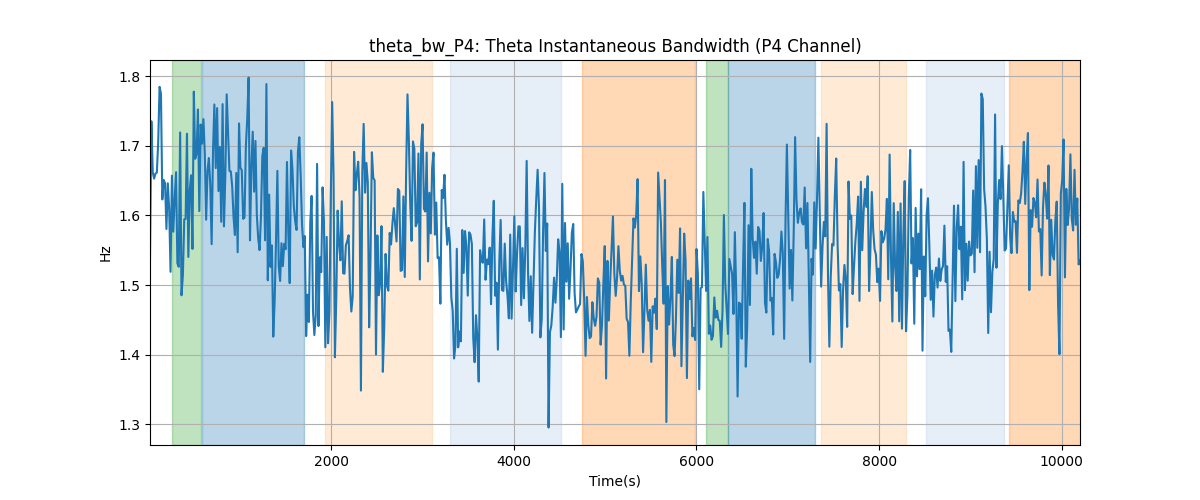 theta_bw_P4: Theta Instantaneous Bandwidth (P4 Channel)
1.8
1.7
1.6
1.5
1.4
1.3
Hz
2000 4000 6000 8000 10000
Time(s)